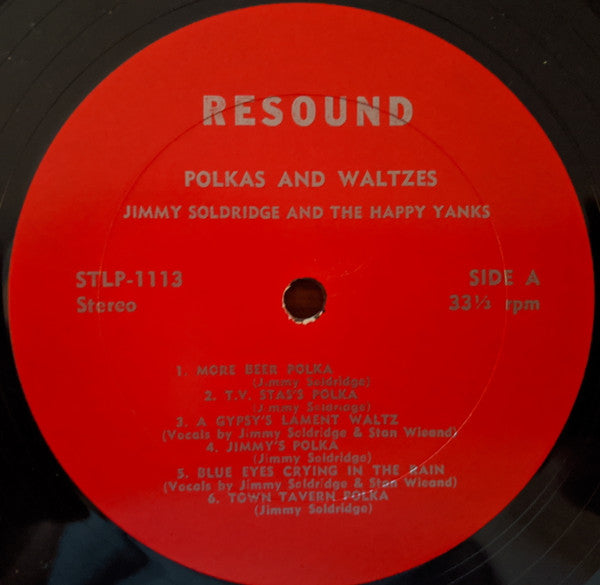 RESOUND
POLKAS AND WALTZES
JIMMY SOLDRIDGE AND THE HAPPY YANKS
STLP-1113
SIDE A
Stereo
33⅓ rpm
1. MORE BEER POLKA
(Jimmy Soldridge)
2. T.V. STAS'S POLKA
(Jimmy Soldridge)
3. A GYPSY'S LAMENT WALTZ
(Vocals by Jimmy Soldridge & Stan Wieand)
4. JIMMY'S POLKA
(Jimmy Soldridge)
5. BLUE EYES CRYING IN THE RAIN
(Vocals by Jimmy Soldridge & Stan Wieand)
6. TOWN TAVERN POLKA
(Jimmy Soldridge)